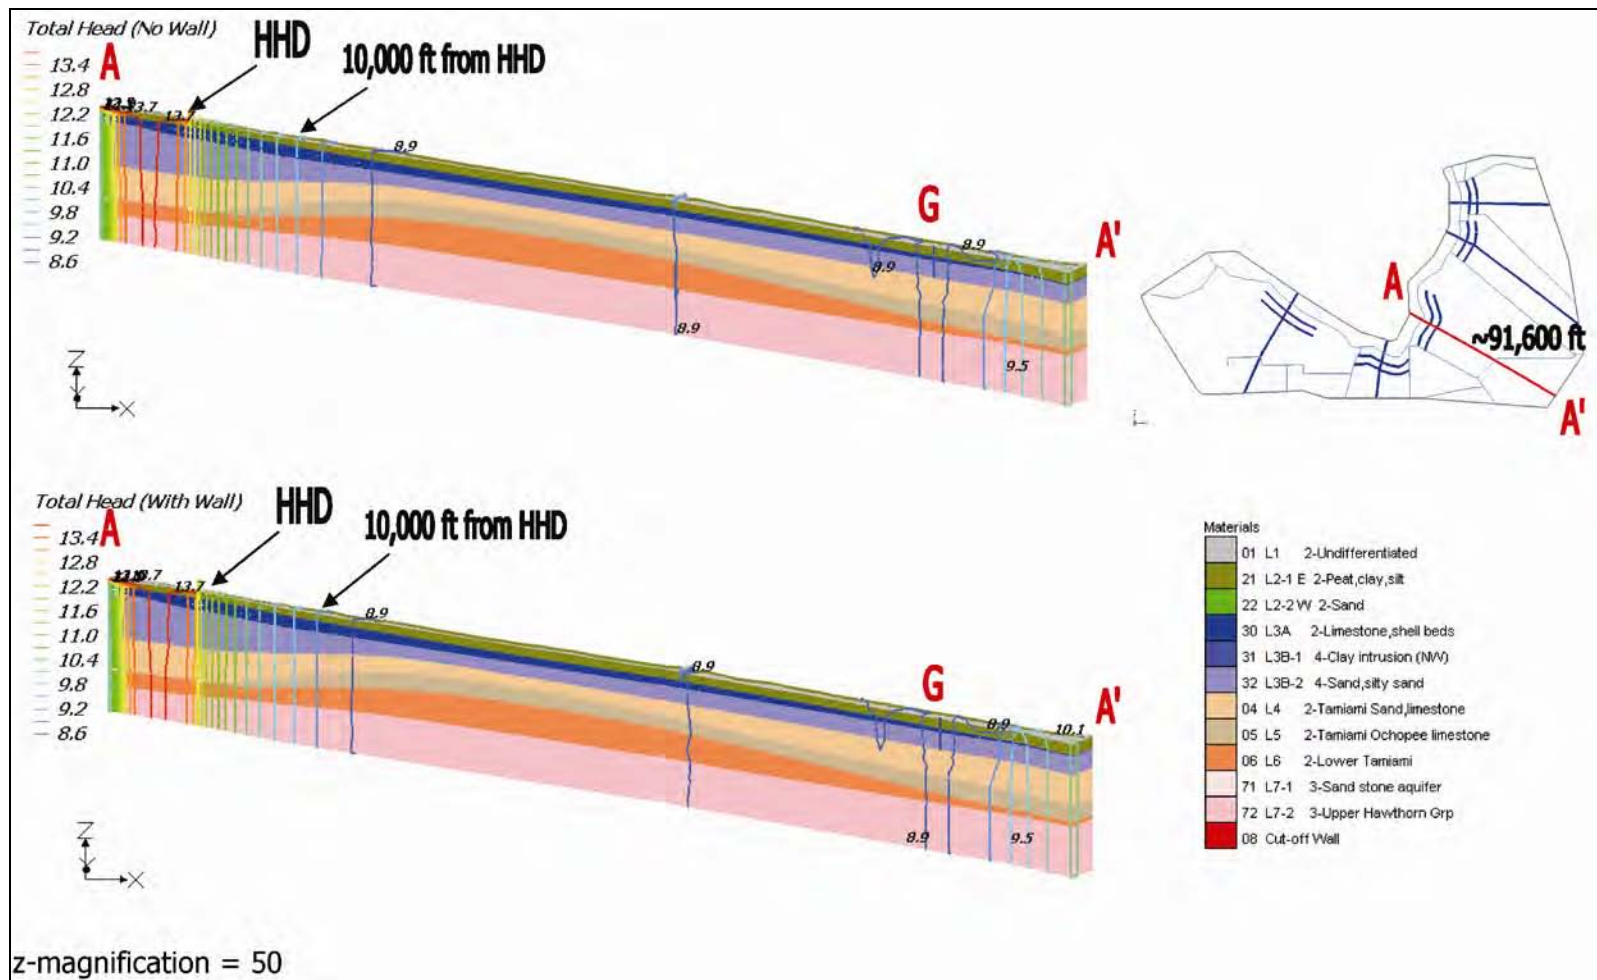 Total Head (No Wall)
A
HHD
10,000 ft from HHD
13.4
12.8
12.2
11.6
11.0
10.4
9.8
9.2
8.6
13.7
13.7
8.9
8.9
8.9
G
8.9
9.5
A'
Z
X
A
~91,600 ft
A'
Total Head (With Wall)
A
HHD
10,000 ft from HHD
13.4
12.8
12.2
11.6
11.0
10.4
9.8
9.2
8.6
13.7
13.7
8.9
8.9
G
8.9
10.1
8.9
9.5
A'
Z
X
Materials
01 L1 2-Undifferentiated
21 L2-1 E 2-Peat,clay,silt
22 L2-2 W 2-Sand
30 L3A 2-Limestone,shell beds
31 L3B-1 4-Clay intrusion (NW)
32 L3B-2 4-Sand,silty sand
04 L4 2-Tamiami Sand,limestone
05 L5 2-Tamiami Ochopee limestone
06 L6 2-Lower Tamiami
71 L7-1 3-Sand stone aquifer
72 L7-2 3-Upper Hawthorn Grp
08 Cut-off Wall
z-magnification = 50